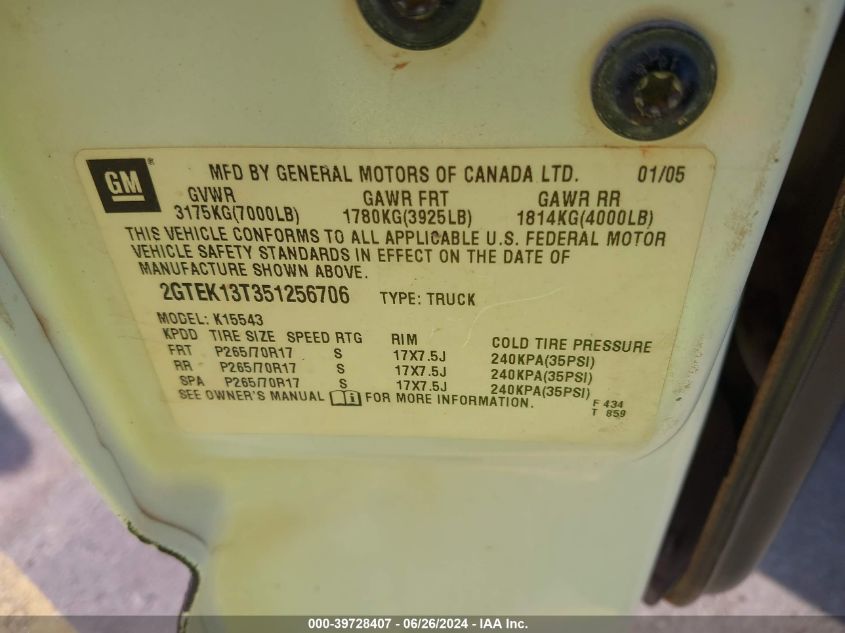 GM ® MFD BY GENERAL MOTORS OF CANADA LTD. 01/05
GVWR GAWR FRT GAWR RR
3175KG(7000LB) 1780KG(3925LB) 1814KG(4000LB)
THIS VEHICLE CONFORMS TO ALL APPLICABLE U.S. FEDERAL MOTOR
VEHICLE SAFETY STANDARDS IN EFFECT ON THE DATE OF
MANUFACTURE SHOWN ABOVE.
2GTEK13T351256706 TYPE: TRUCK
MODEL: K15543
KPDD TIRE SIZE SPEED RTG RIM COLD TIRE PRESSURE
FRT P265/70R17 S 17X7.5J 240KPA(35PSI)
RR P265/70R17 S 17X7.5J 240KPA(35PSI)
SPA P265/70R17 S 17X7.5J 240KPA(35PSI)
SEE OWNER'S MANUAL FOR MORE INFORMATION.
F 434
T 859
000-39728407 - 06/26/2024 - IAA Inc.